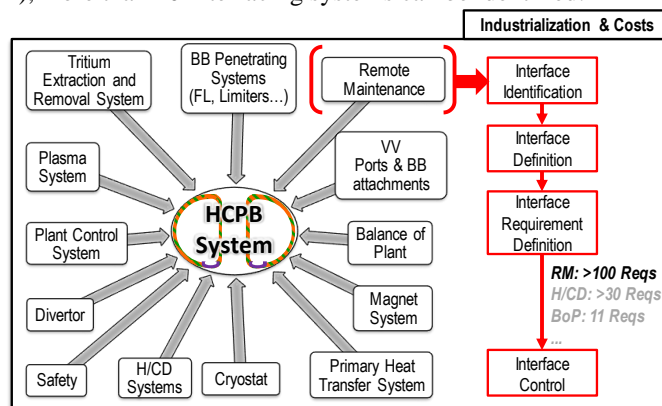 Industrialization & Costs
Tritium
Extraction and
Removal System
BB Penetrating
Systems
(FL, Limiters…)
Remote
Maintenance
Interface
Identification
Plasma
System
VV
Ports & BB
attachments
Interface
Definition
HCPB
System
Plant Control
System
Balance of
Plant
Interface
Requirement
Definition
Divertor
Magnet
System
RM: >100 Reqs
H/CD: >30 Reqs
BoP: 11 Reqs
...
Safety
H/CD
Systems
Cryostat
Primary Heat
Transfer System
Interface
Control